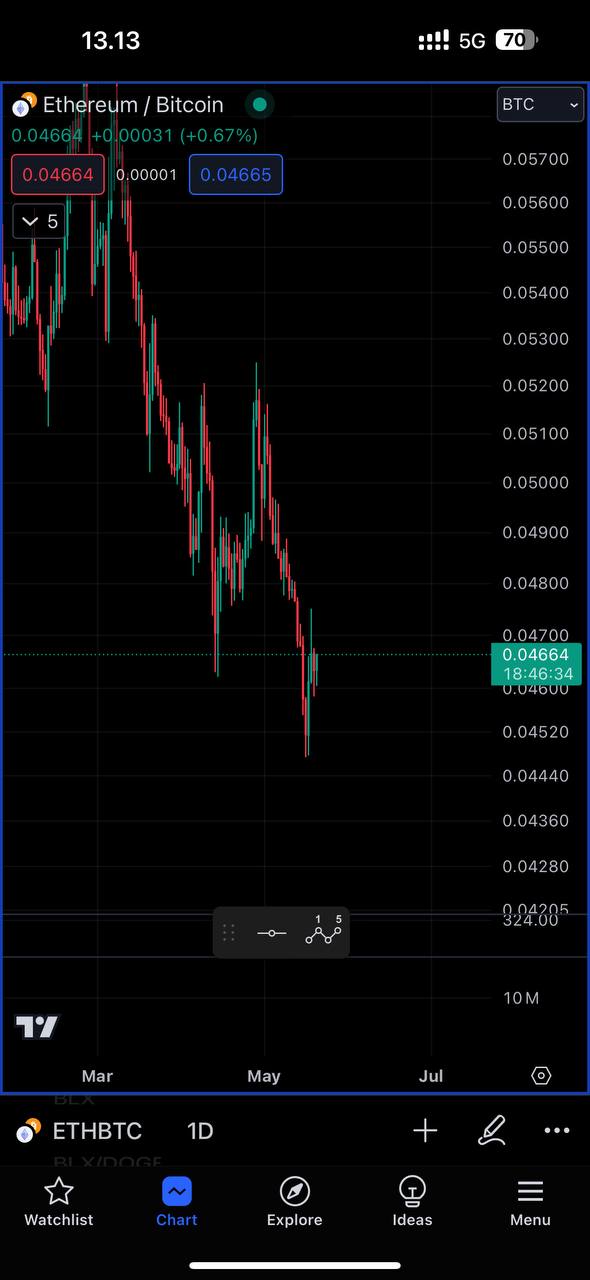 13.13
5G 70
Ethereum / Bitcoin
BTC
0.04664 +0.00031 (+0.67%)
0.04664 0.00001 0.04665
5
0.05700
0.05600
0.05500
0.05400
0.05300
0.05200
0.05100
0.05000
0.04900
0.04800
0.04700
0.04664
18:46:34
0.04600
0.04520
0.04440
0.04360
0.04280
0.04205
324.00
1 5
10M
Mar May Jul
BLX
ETHBTC 1D
BLX/DOGE
Watchlist Chart Explore Ideas Menu